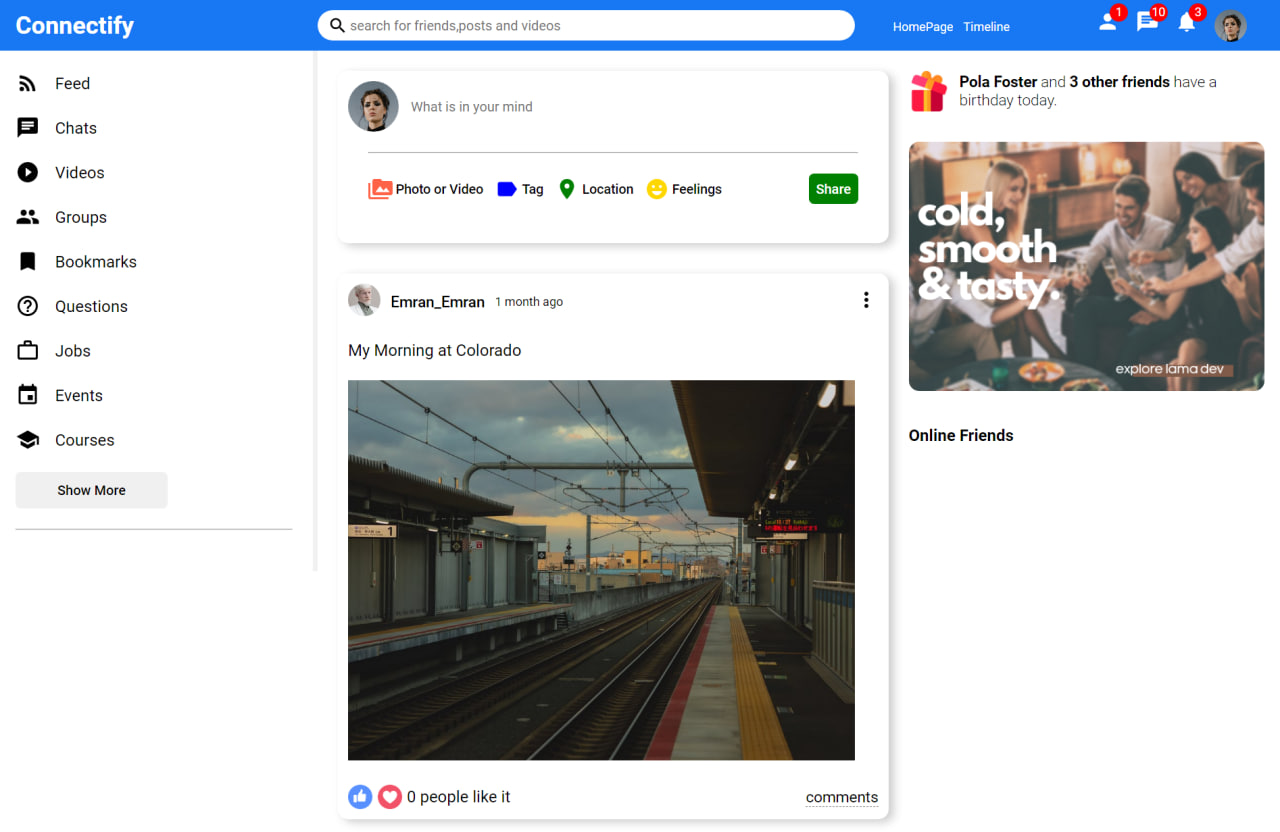 Connectify
search for friends,posts and videos
HomePage Timeline
1
10
3
Feed
Chats
Videos
Groups
Bookmarks
Questions
Jobs
Events
Courses
Show More
What is in your mind
Photo or Video Tag Location Feelings Share
Emran_Emran 1 month ago
My Morning at Colorado
1
0 people like it comments
Pola Foster and 3 other friends have a
birthday today.
cold,
smooth
& tasty.
explore lama dev
Online Friends